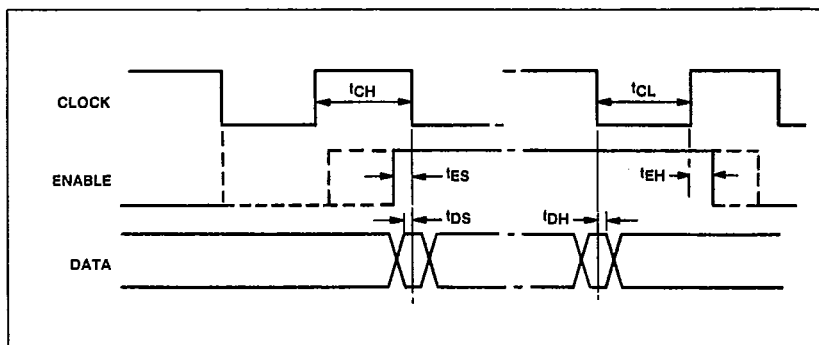 CLOCK
tCH
tCL
ENABLE
tES
tEH
tDS
tDH
DATA